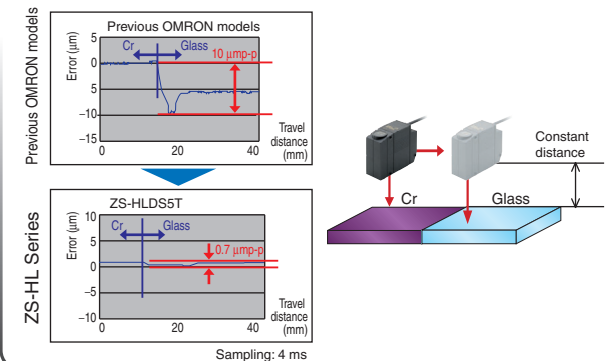 Previous OMRON models
Previous OMRON models
Error (μm)
5
0
−5
−10
−15
Cr
Glass
10 μmp-p
0
20
40
Travel
distance
(mm)
ZS-HL Series
ZS-HLDS5T
Error (μm)
10
5
0
−5
−10
Cr
Glass
0.7 μmp-p
0
20
40
Travel
distance
(mm)
Sampling: 4 ms
Constant
distance
Cr
Glass